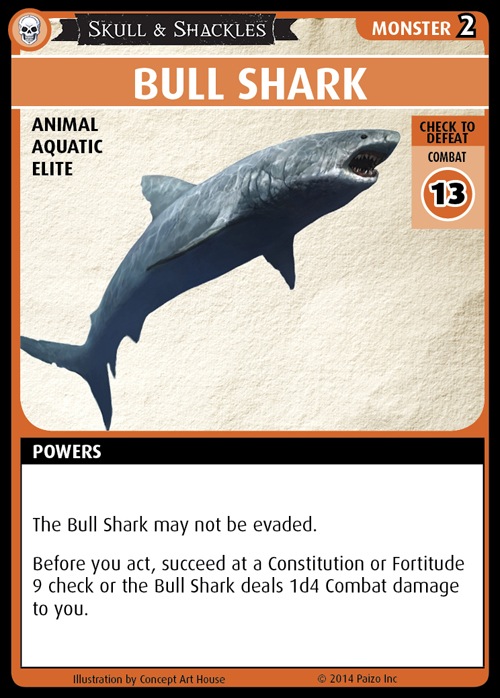 SKULL & SHACKLES
MONSTER 2
BULL SHARK
ANIMAL
AQUATIC
ELITE
CHECK TO
DEFEAT
COMBAT
13
POWERS
The Bull Shark may not be evaded.
Before you act, succeed at a Constitution or Fortitude
9 check or the Bull Shark deals 1d4 Combat damage
to you.
Illustration by Concept Art House © 2014 Paizo Inc